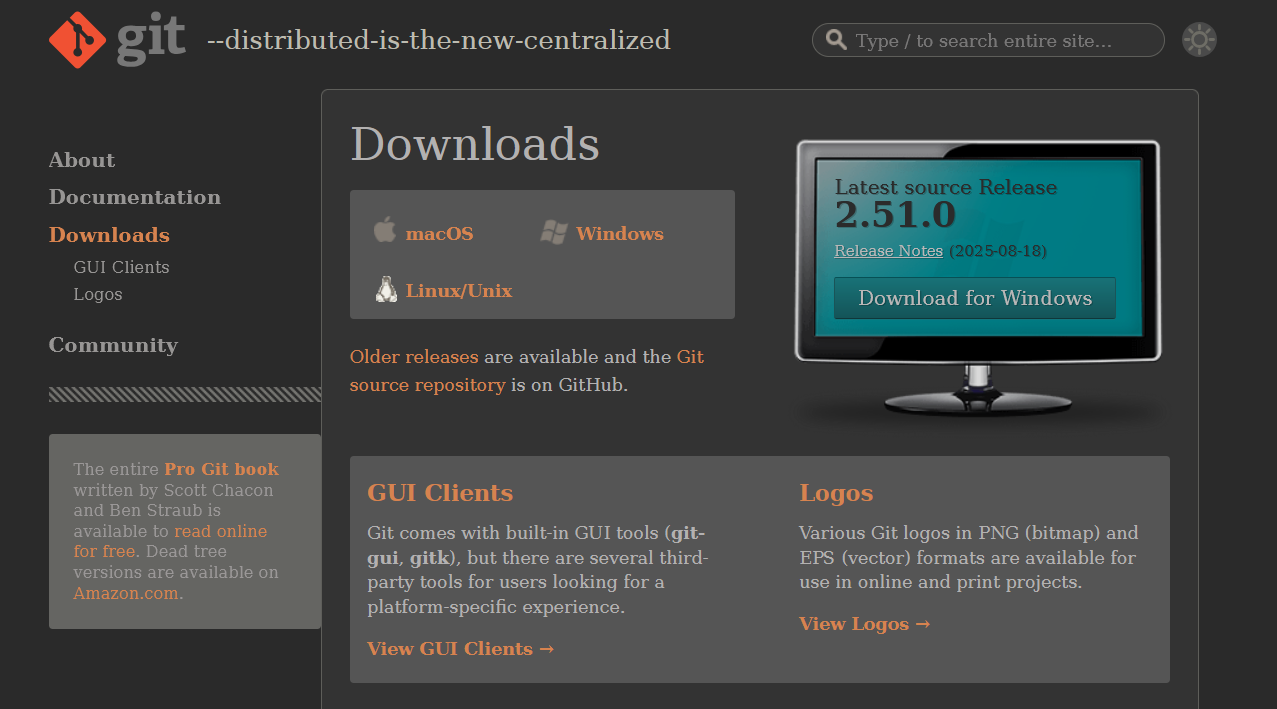 git --distributed-is-the-new-centralized
Type / to search entire site…
About
Documentation
Downloads
GUI Clients
Logos
Community
The entire Pro Git book
written by Scott Chacon
and Ben Straub is
available to read online
for free. Dead tree
versions are available on
Amazon.com.
Downloads
macOS
Windows
Linux/Unix
Older releases are available and the Git
source repository is on GitHub.
Latest source Release
2.51.0
Release Notes (2025-08-18)
Download for Windows
GUI Clients
Git comes with built-in GUI tools (git-
gui, gitk), but there are several third-
party tools for users looking for a
platform-specific experience.
View GUI Clients →
Logos
Various Git logos in PNG (bitmap) and
EPS (vector) formats are available for
use in online and print projects.
View Logos →